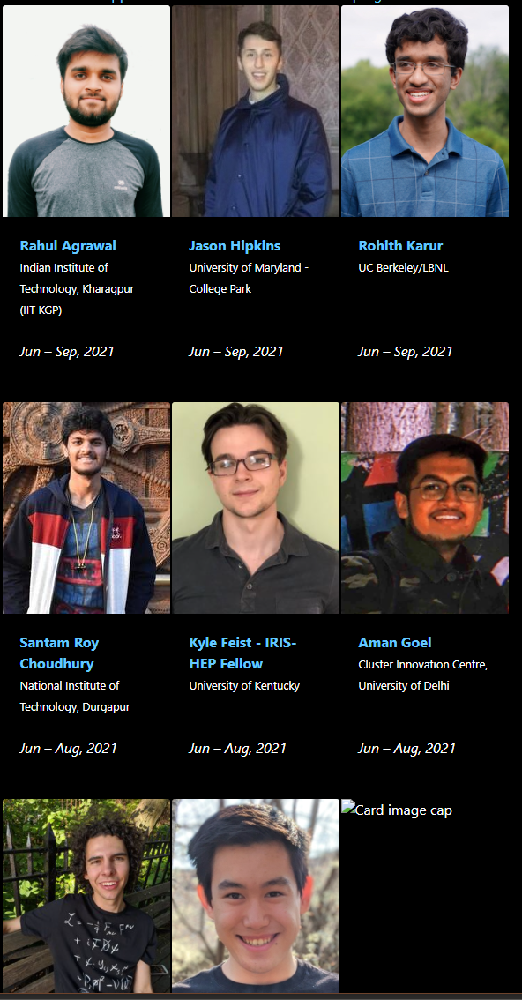 Rahul Agrawal
Indian Institute of
Technology, Kharagpur
(IIT KGP)
Jun – Sep, 2021
Jason Hipkins
University of Maryland -
College Park
Jun – Sep, 2021
Rohith Karur
UC Berkeley/LBNL
Jun – Sep, 2021
Santam Roy
Choudhury
National Institute of
Technology, Durgapur
Jun – Aug, 2021
Kyle Feist - IRIS-
HEP Fellow
University of Kentucky
Jun – Aug, 2021
Aman Goel
Cluster Innovation Centre,
University of Delhi
Jun – Aug, 2021
Card image cap